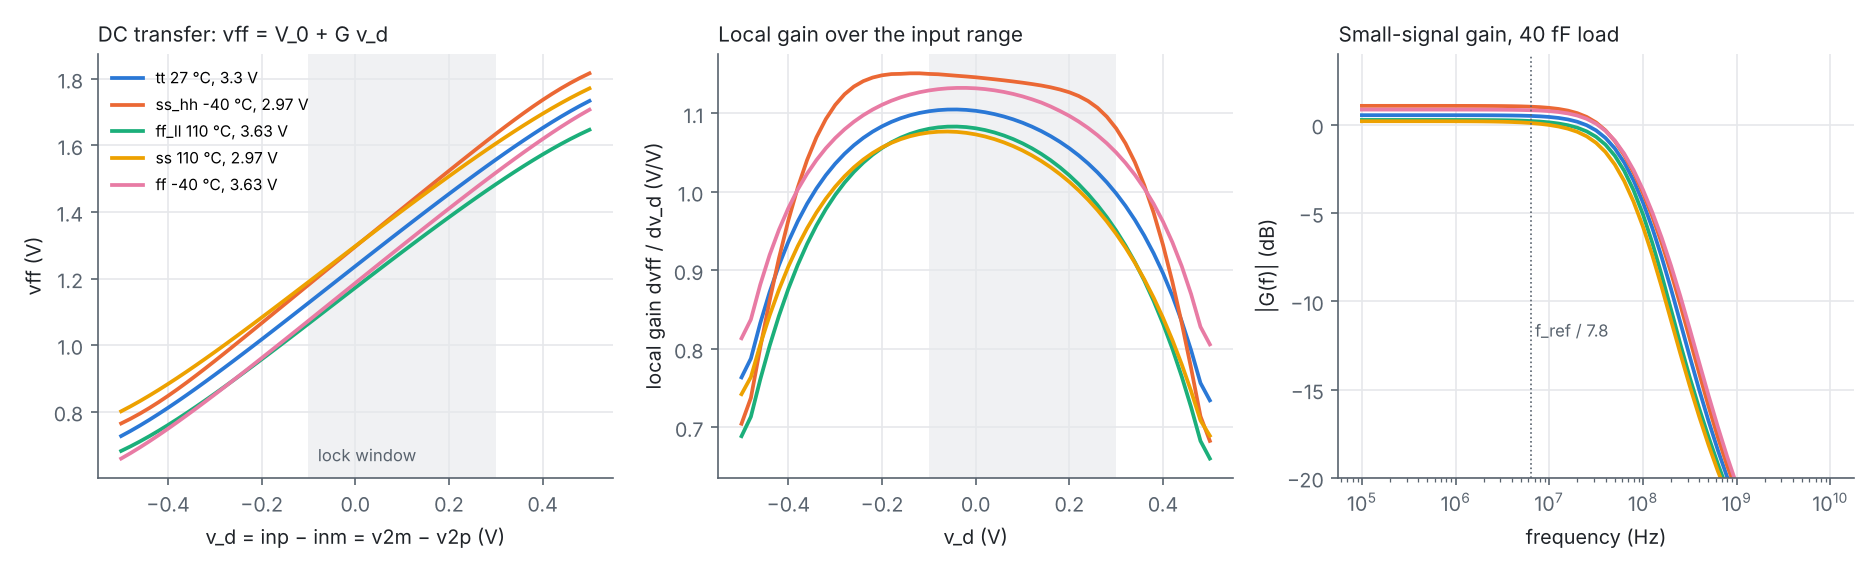 DC transfer: vff = V_0 + G v_d
1.8
1.6
1.4
1.2
1.0
0.8
vff (V)
tt 27 °C, 3.3 V
ss_hh -40 °C, 2.97 V
ff_ll 110 °C, 3.63 V
ss 110 °C, 2.97 V
ff -40 °C, 3.63 V
lock window
−0.4 −0.2 0.0 0.2 0.4
v_d = inp − inm = v2m − v2p (V)
Local gain over the input range
11
1.0
0.9
0.8
0.7
local gain dvff / dv_d (V/V)
−0.4 −0.2 0.0 0.2 0.4
v_d (V)
Small-signal gain, 40 fF load
0
−5
−10
−15
−20
|G(f)| (dB)
f_ref / 7.8
10⁵ 10⁶ 10⁷ 10⁸ 10⁹ 10¹⁰
frequency (Hz)